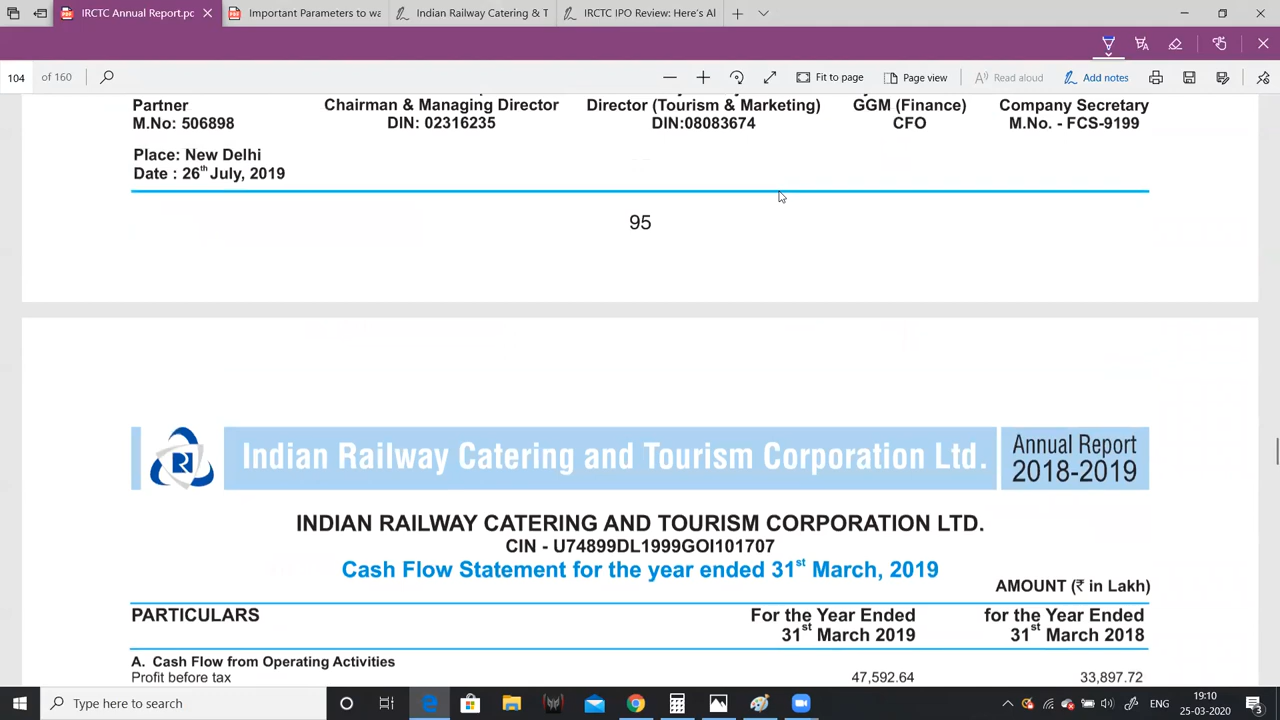 IRCTC Annual Report.pc
Important Parameters to wa
Indian Railway Catering & T
IRCTC IPO Review: Here's Al
104 of 160
Fit to page
Page view
Read aloud
Add notes
Partner
Chairman & Managing Director
Director (Tourism & Marketing)
GGM (Finance)
Company Secretary
M.No: 506898
DIN: 02316235
DIN:08083674
CFO
M.No. - FCS-9199
Place: New Delhi
Date : 26th July, 2019
95
Indian Railway Catering and Tourism Corporation Ltd.
Annual Report
2018-2019
INDIAN RAILWAY CATERING AND TOURISM CORPORATION LTD.
CIN - U74899DL1999GOI101707
Cash Flow Statement for the year ended 31st March, 2019
AMOUNT (₹ in Lakh)
PARTICULARS
For the Year Ended
31st March 2019
for the Year Ended
31st March 2018
A. Cash Flow from Operating Activities
Profit before tax 47,592.64 33,897.72
Type here to search
ENG
19:10
25-03-2020
3